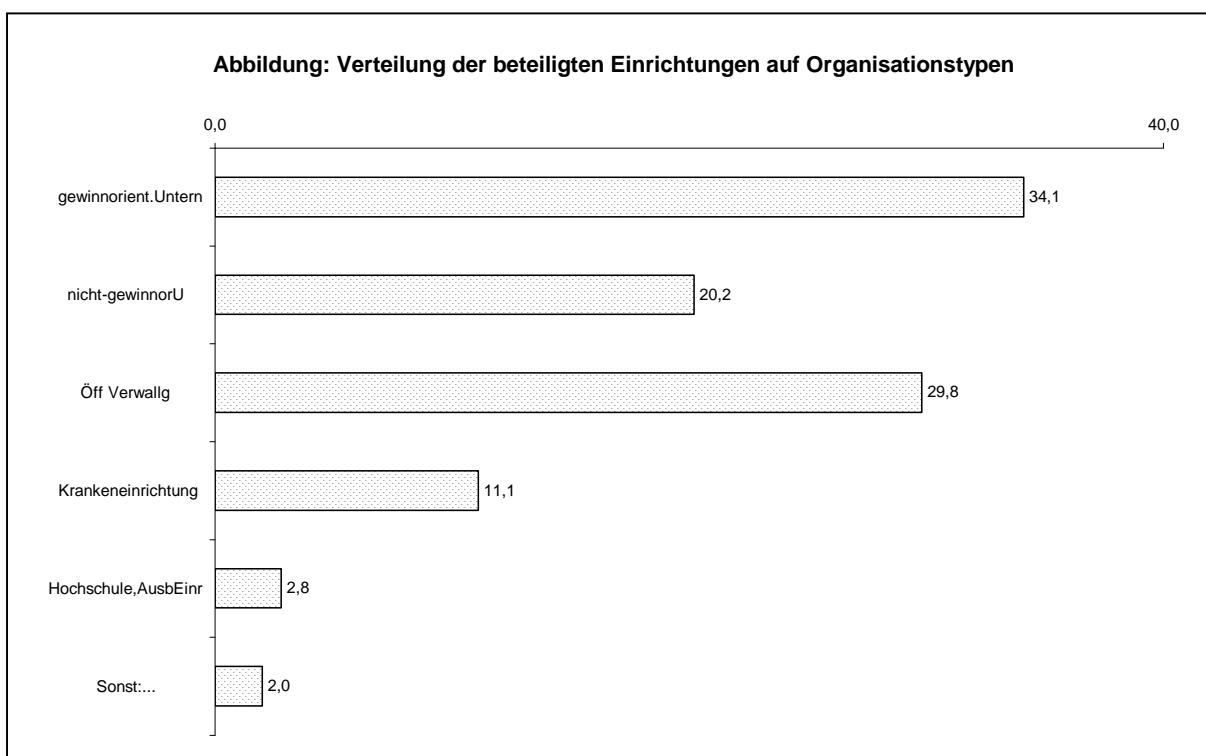 Abbildung: Verteilung der beteiligten Einrichtungen auf Organisationstypen
0,0 40,0
gewinnorient.Untern 34,1
nicht-gewinnorU 20,2
Öff Verwallg 29,8
Krankeneinrichtung 11,1
Hochschule,AusbEinr 2,8
Sonst:... 2,0